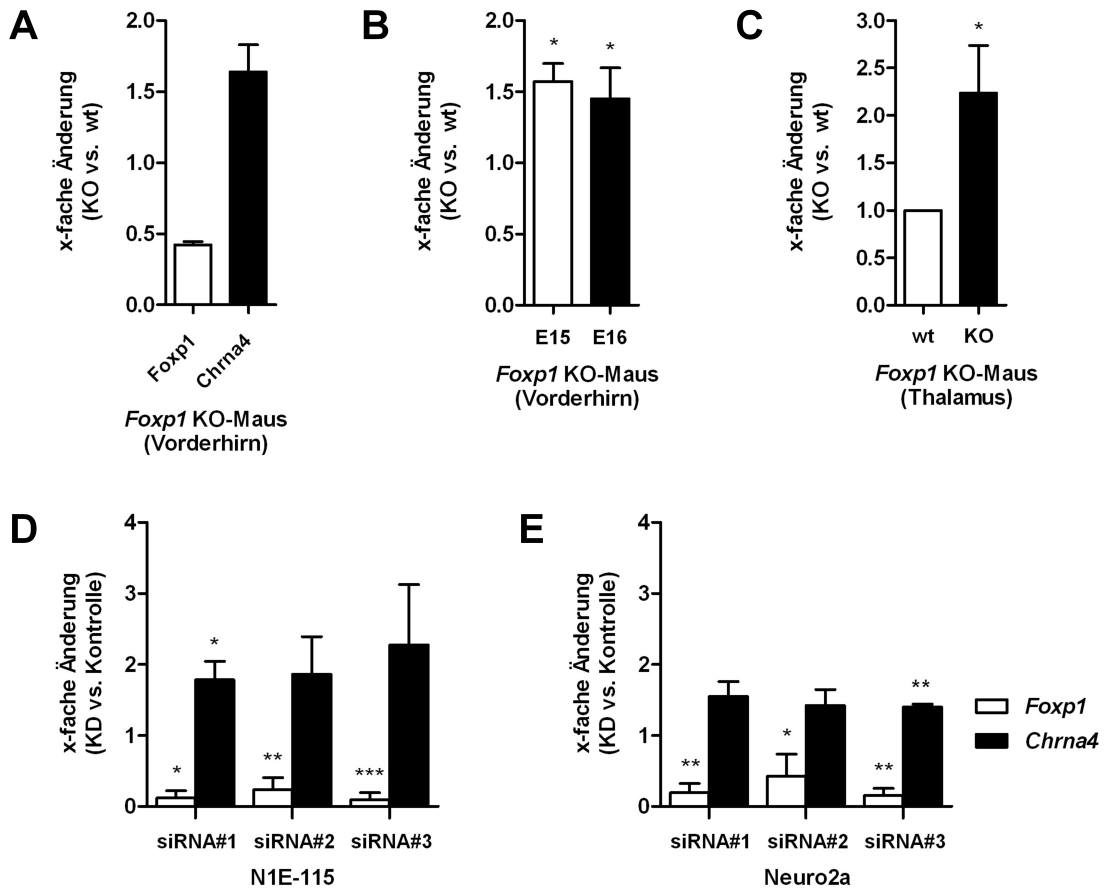 A
x-fache Änderung
(KO vs. wt)
2.0
1.5
1.0
0.5
0.0
Foxp1
Chrna4
Foxp1 KO-Maus
(Vorderhirn)
B
x-fache Änderung
(KO vs. wt)
2.0
1.5
1.0
0.5
0.0
*
*
E15
E16
Foxp1 KO-Maus
(Vorderhirn)
C
x-fache Änderung
(KO vs. wt)
3.0
2.5
2.0
1.5
1.0
0.5
0.0
*
wt
KO
Foxp1 KO-Maus
(Thalamus)
D
x-fache Änderung
(KD vs. Kontrolle)
4
3
2
1
0
*
*
**
***
siRNA#1
siRNA#2
siRNA#3
N1E-115
E
x-fache Änderung
(KD vs. Kontrolle)
4
3
2
1
0
**
*
**
**
siRNA#1
siRNA#2
siRNA#3
Neuro2a
Foxp1
Chrna4